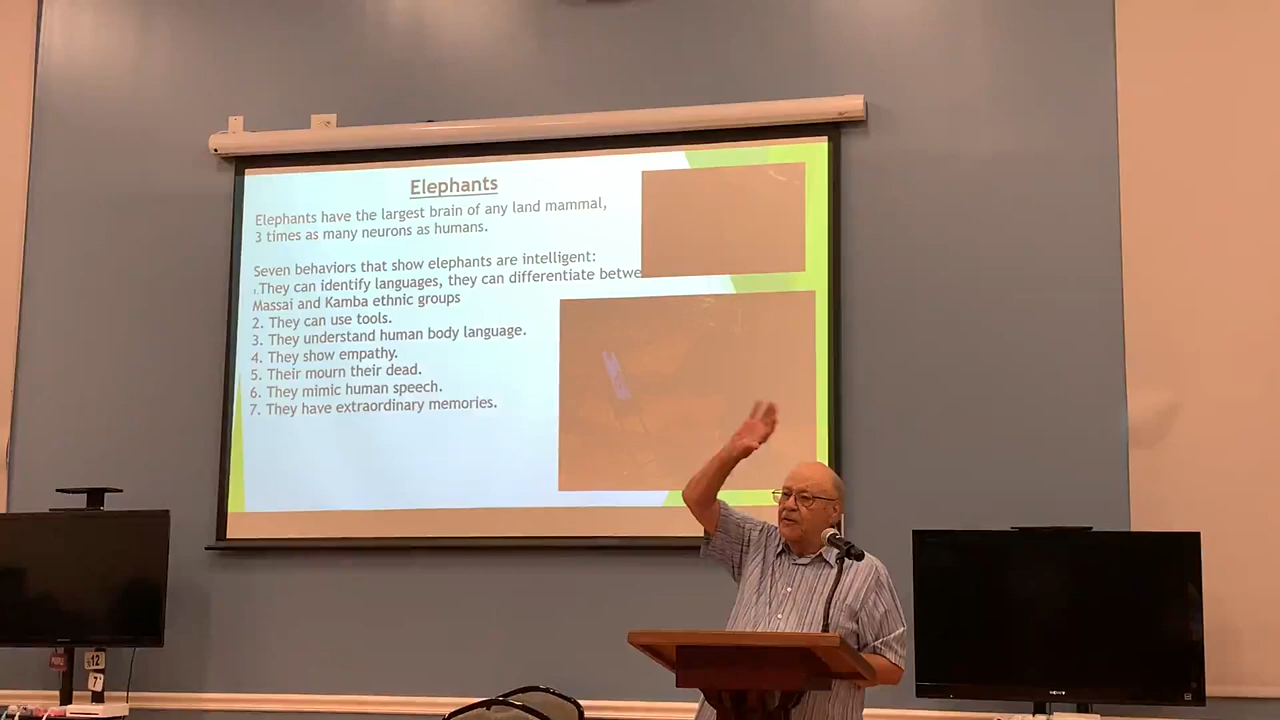 Elephants
Elephants have the largest brain of any land mammal,
3 times as many neurons as humans.
Seven behaviors that show elephants are intelligent:
.They can identify languages, they can differentiate betwe
Massai and Kamba ethnic groups
2. They can use tools.
3. They understand human body language.
4. They show empathy.
5. Their mourn their dead.
6. They mimic human speech.
7. They have extraordinary memories.
12
7
SONY